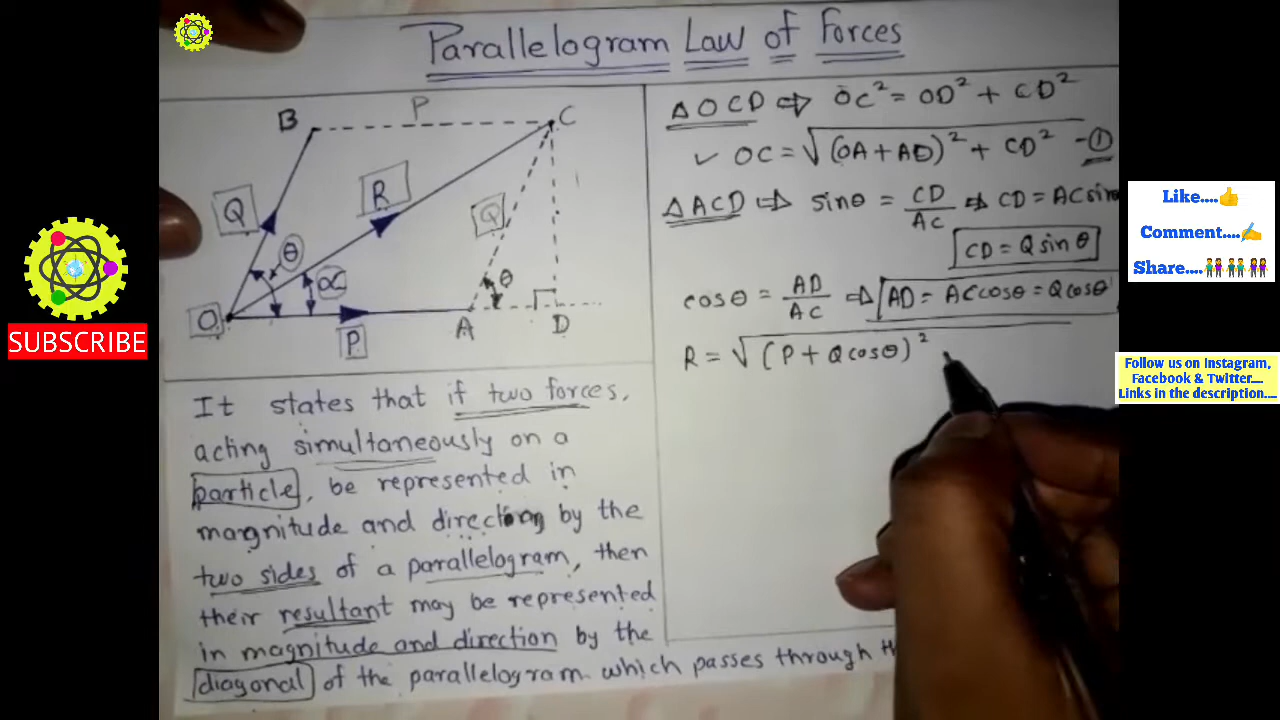 Parallelogram Law of Forces
B
P
C
Q
R
Q
θ
α
θ
O
P
A
D
It states that if two forces,
acting simultaneously on a
particle, be represented in
magnitude and direction by the
two sides of a parallelogram, then
their resultant may be represented
in magnitude and direction by the
diagonal of the parallelogram which passes through
△OCD ⇒ OC² = OD² + CD²
✓ OC = √(OA + AD)² + CD² -①
△ACD ⇒ sinθ = CD/AC ⇒ CD = AC sinθ
CD = Q sin θ
cosθ = AD/AC ⇒ AD = AC cosθ = Q cosθ
R = √(P + Q cosθ)²
SUBSCRIBE
Like....👍
Comment....✍
Share....👨‍👩‍👧‍👦
Follow us on Instagram,
Facebook & Twitter....
Links in the description....